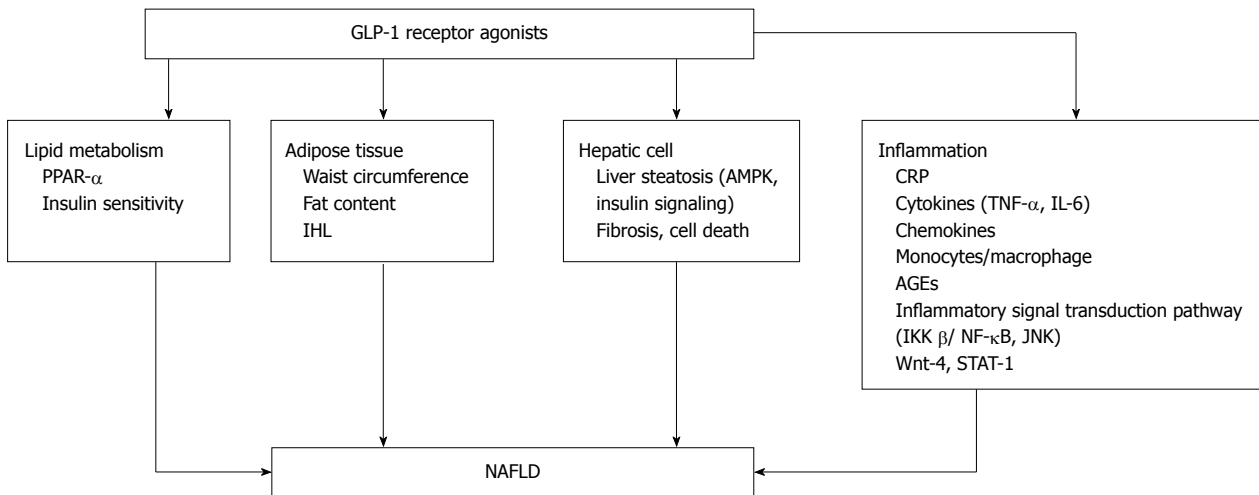 GLP-1 receptor agonists
Lipid metabolism
PPAR-α
Insulin sensitivity
Adipose tissue
Waist circumference
Fat content
IHL
Hepatic cell
Liver steatosis (AMPK,
insulin signaling)
Fibrosis, cell death
Inflammation
CRP
Cytokines (TNF-α, IL-6)
Chemokines
Monocytes/macrophage
AGEs
Inflammatory signal transduction pathway
(IKK β/ NF-κB, JNK)
Wnt-4, STAT-1
NAFLD